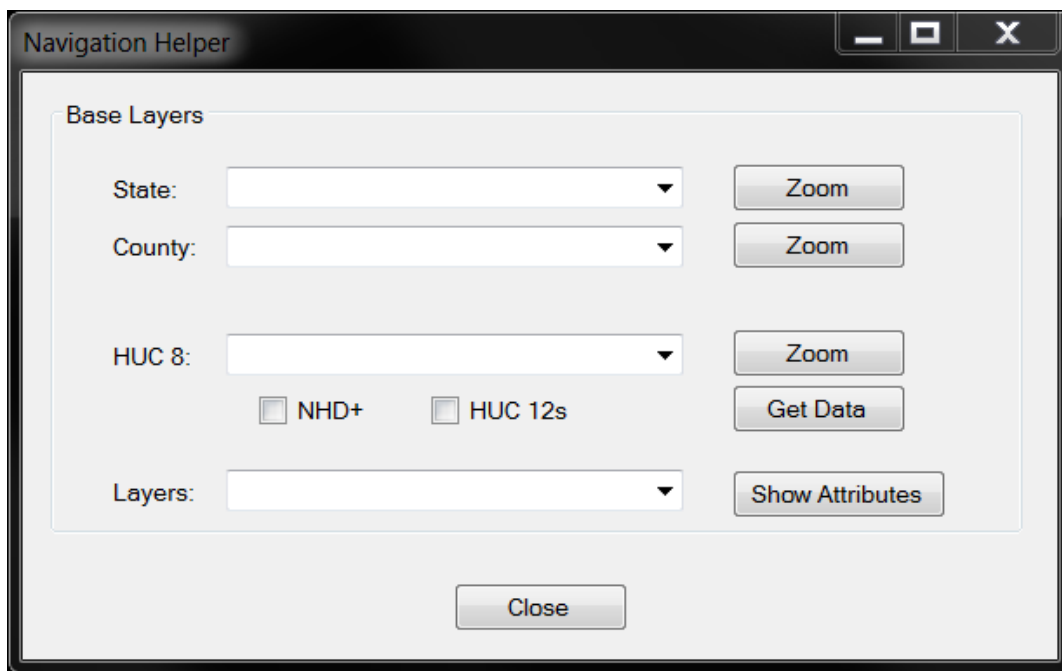 Navigation Helper
Base Layers
State: Zoom
County: Zoom
HUC 8: Zoom
NHD+ HUC 12s Get Data
Layers: Show Attributes
Close